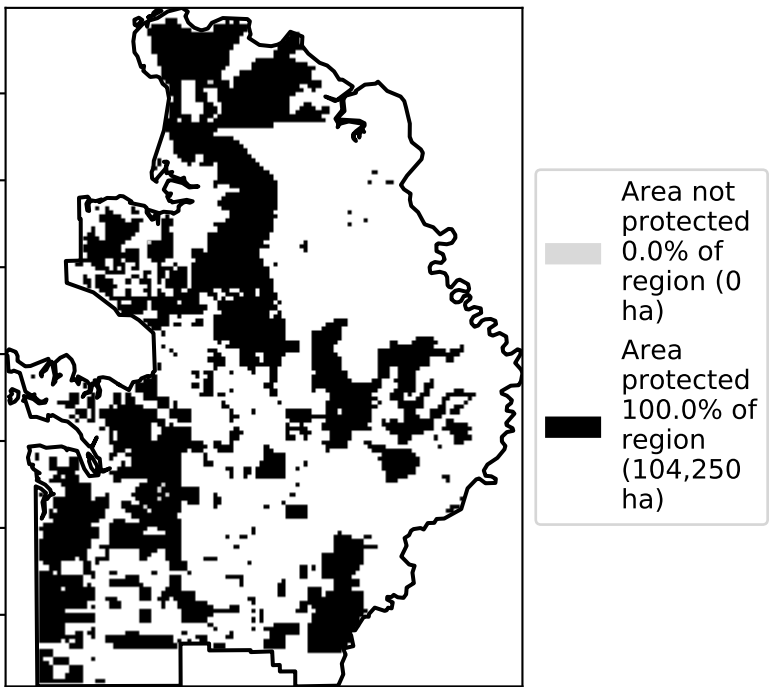 Area not
protected
0.0% of
region (0
ha)
Area
protected
100.0% of
region
(104,250
ha)